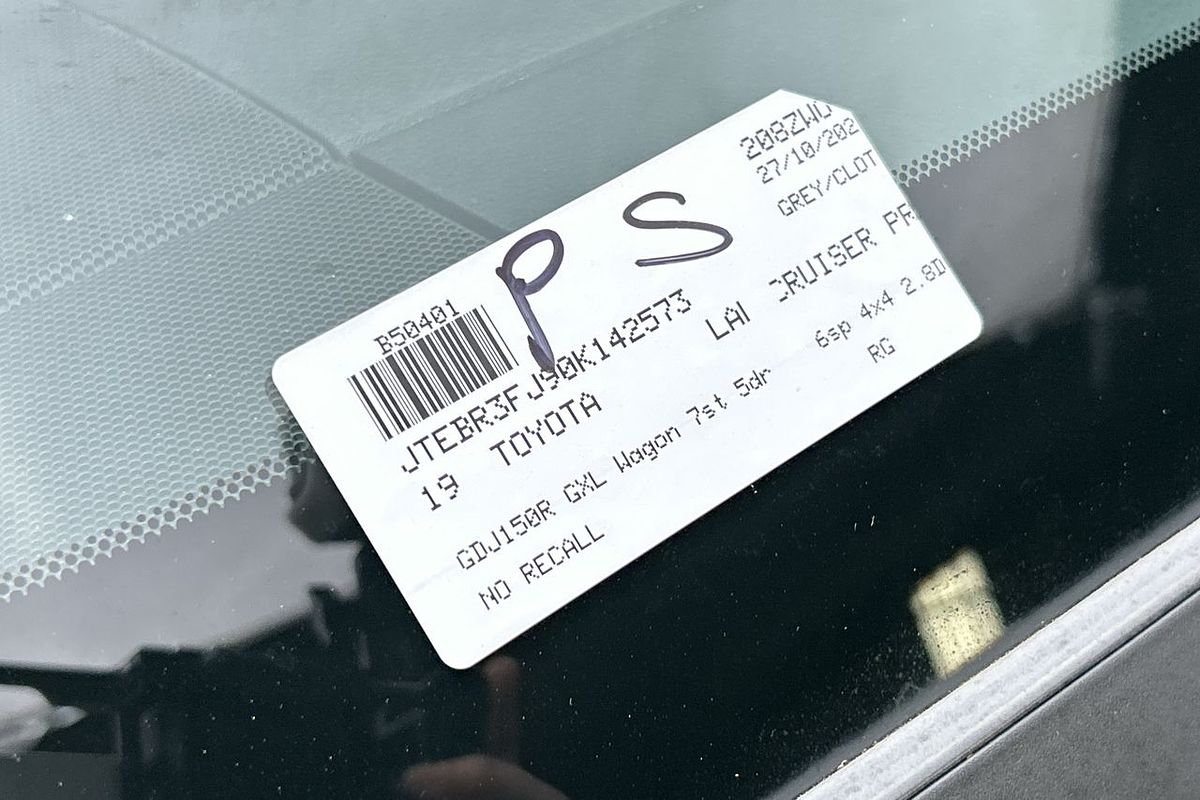 208ZWO
27/10/202
GREY/CLOT
P S
B50401
JTEBR3FJ90K142573
19 TOYOTA LAN CRUISER PR
GDJ150R GXL Wagon 7st 5dr 6sp 4x4 2.8D
NO RECALL RG